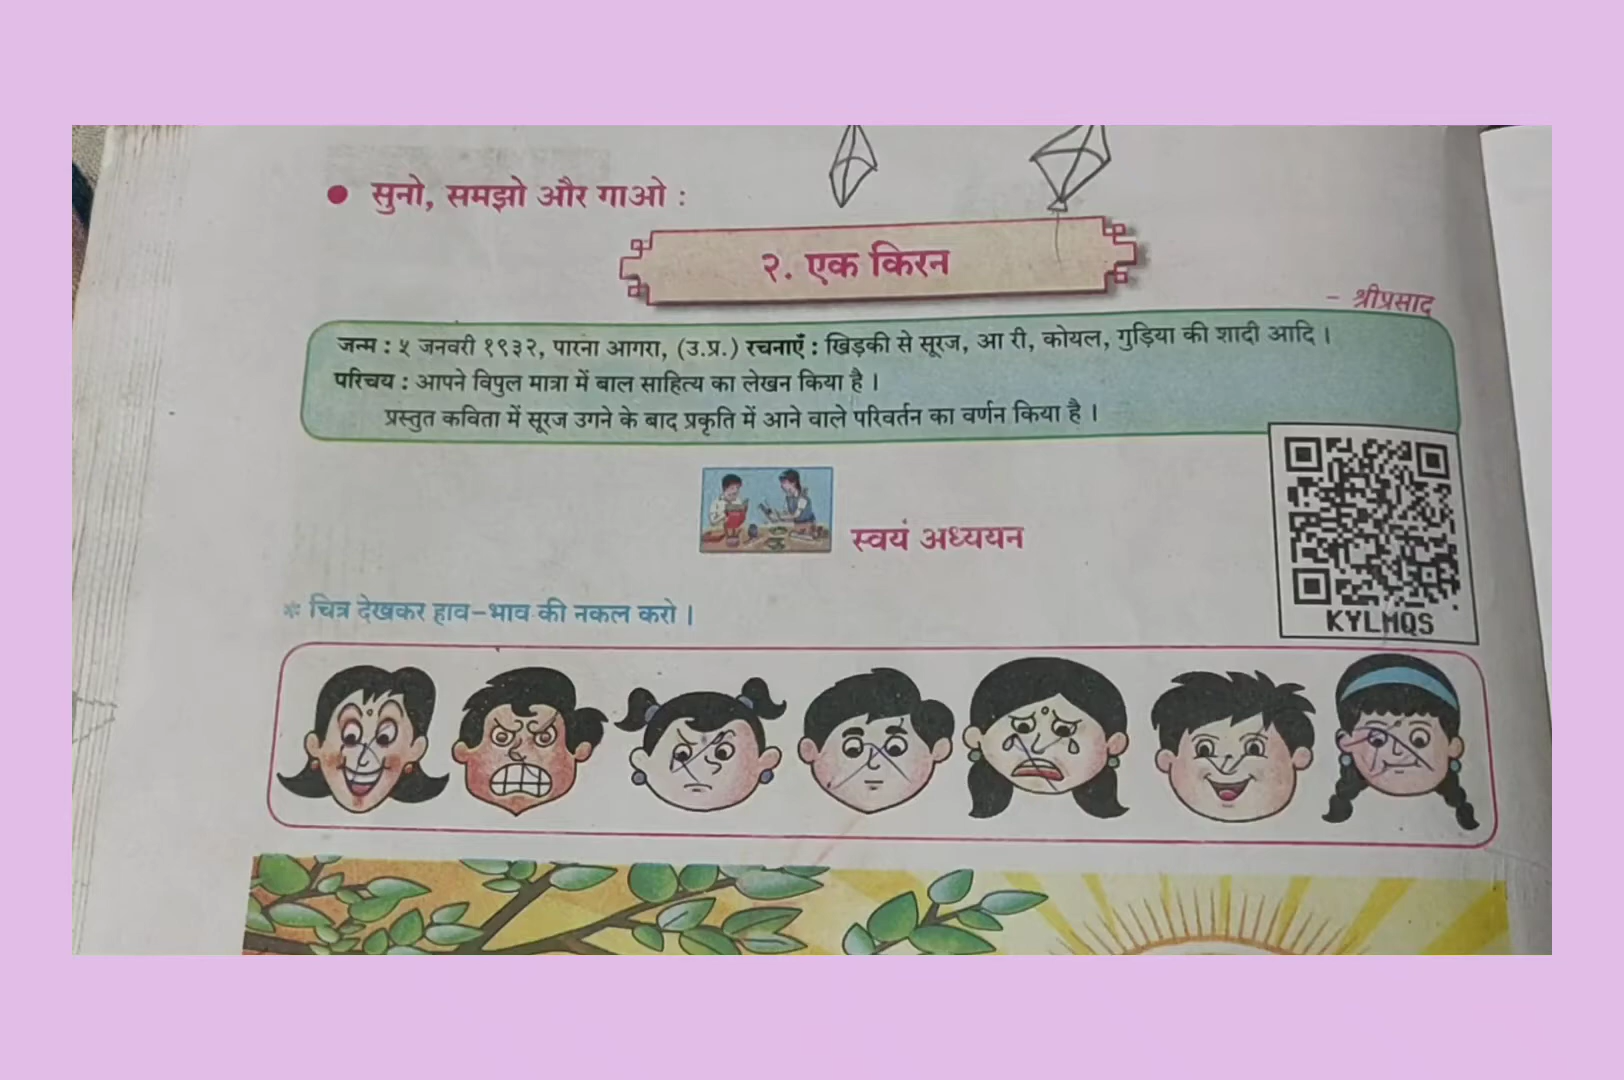 ● सुनो, समझो और गाओ :
२. एक किरन
- श्रीप्रसाद
जन्म : ५ जनवरी १९३२, पारना आगरा, (उ.प्र.) रचनाएँ : खिड़की से सूरज, आ री, कोयल, गुड़िया की शादी आदि ।
परिचय : आपने विपुल मात्रा में बाल साहित्य का लेखन किया है ।
प्रस्तुत कविता में सूरज उगने के बाद प्रकृति में आने वाले परिवर्तन का वर्णन किया है ।
स्वयं अध्ययन
KYLMQS
* चित्र देखकर हाव-भाव की नकल करो ।